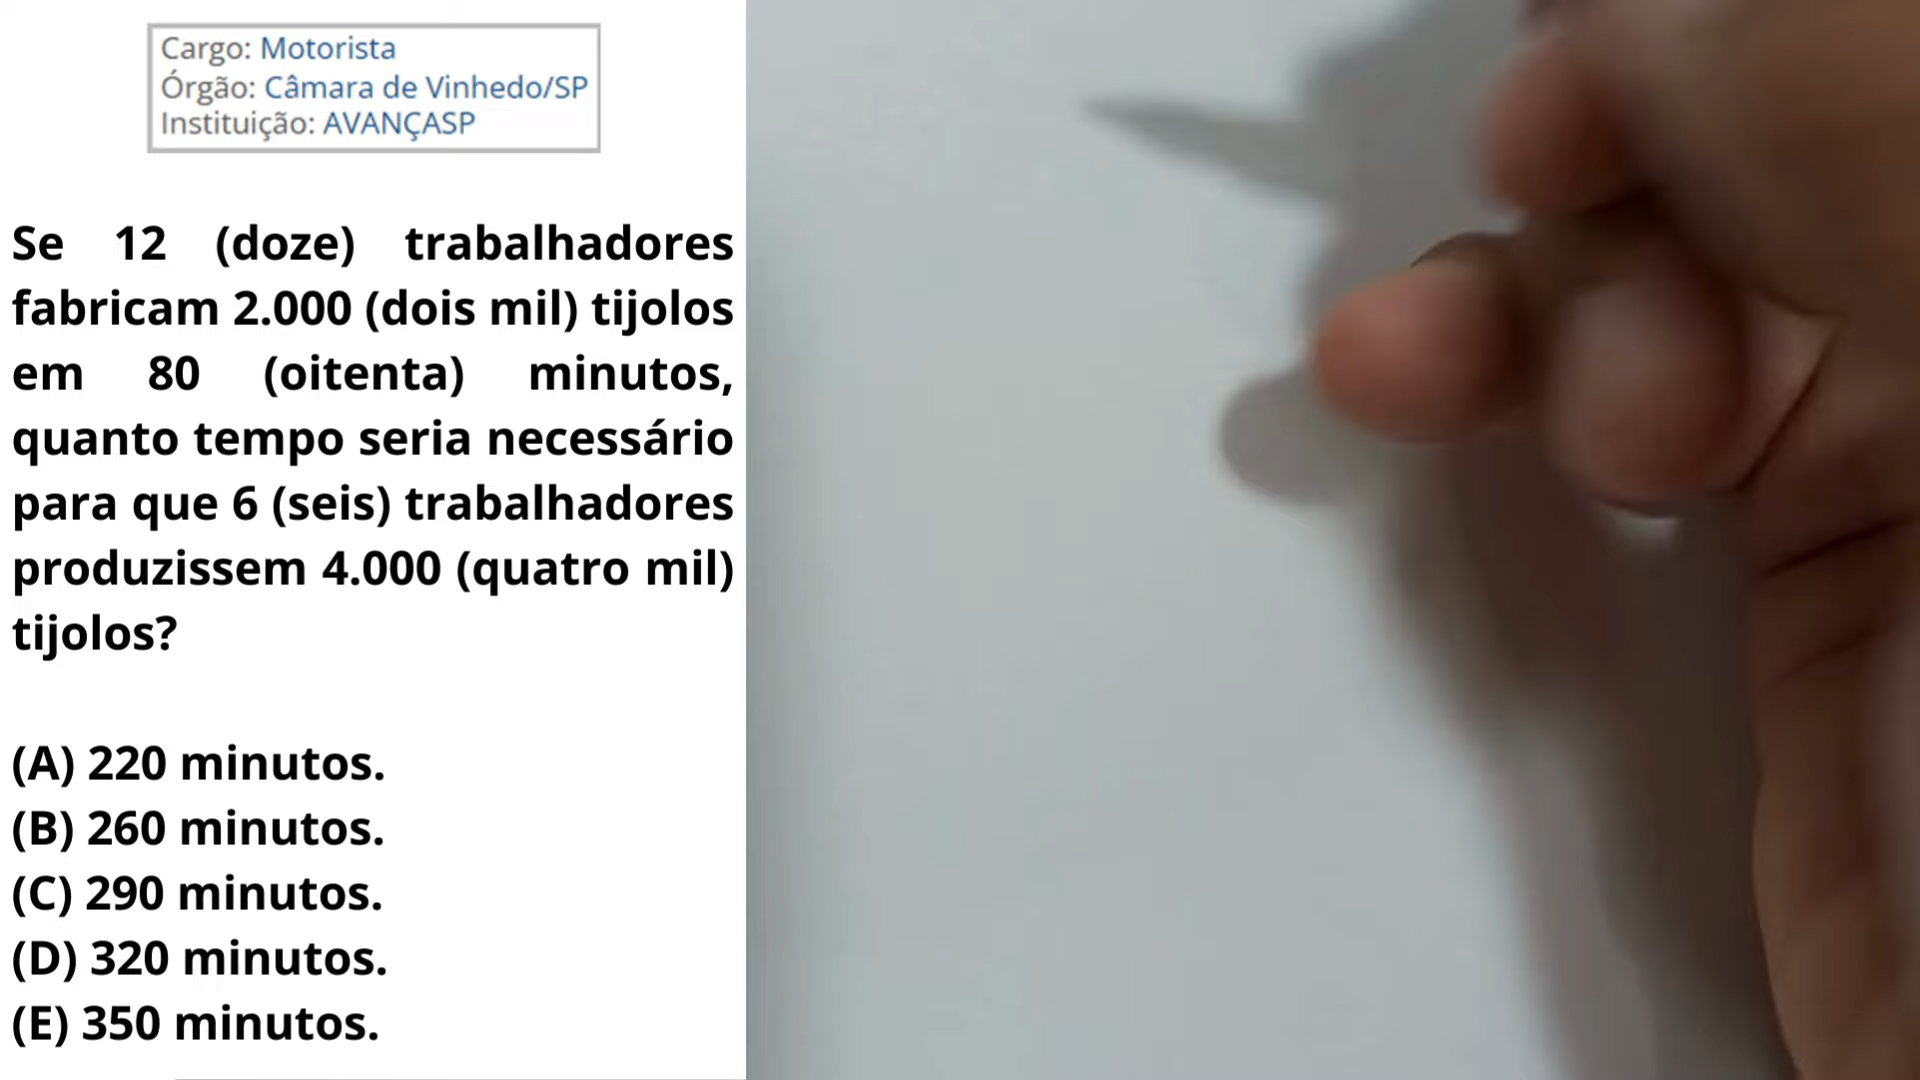 Cargo: Motorista
Órgão: Câmara de Vinhedo/SP
Instituição: AVANÇASP
Se 12 (doze) trabalhadores
fabricam 2.000 (dois mil) tijolos
em 80 (oitenta) minutos,
quanto tempo seria necessário
para que 6 (seis) trabalhadores
produzissem 4.000 (quatro mil)
tijolos?
(A) 220 minutos.
(B) 260 minutos.
(C) 290 minutos.
(D) 320 minutos.
(E) 350 minutos.